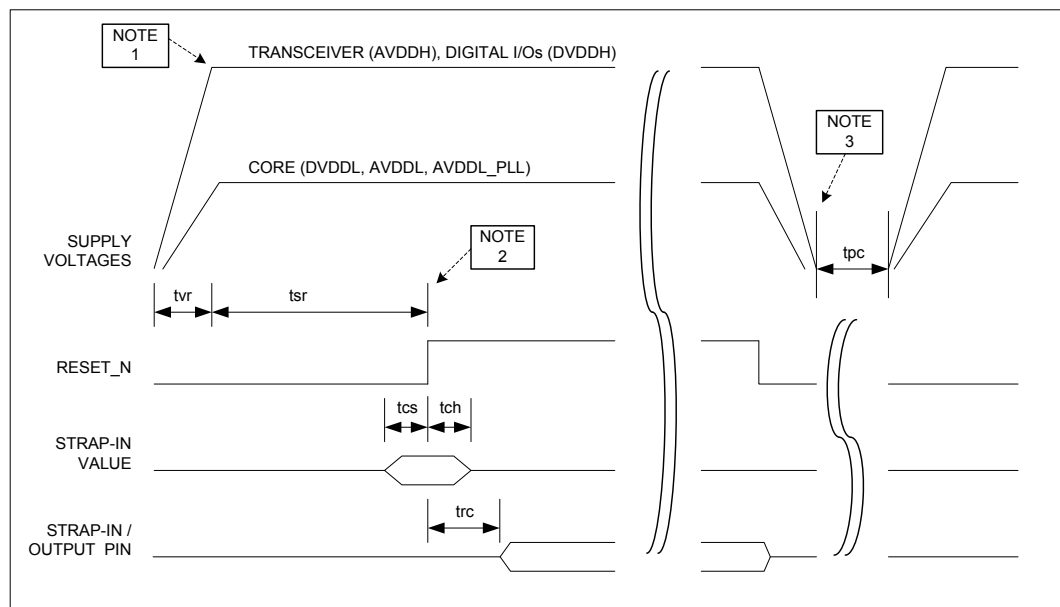 NOTE
1
TRANSCEIVER (AVDDH), DIGITAL I/Os (DVDDH)
NOTE
3
CORE (DVDDL, AVDDL, AVDDL_PLL)
SUPPLY
VOLTAGES
NOTE
2
tpc
tvr
tsr
RESET_N
tcs
tch
STRAP-IN
VALUE
trc
STRAP-IN /
OUTPUT PIN